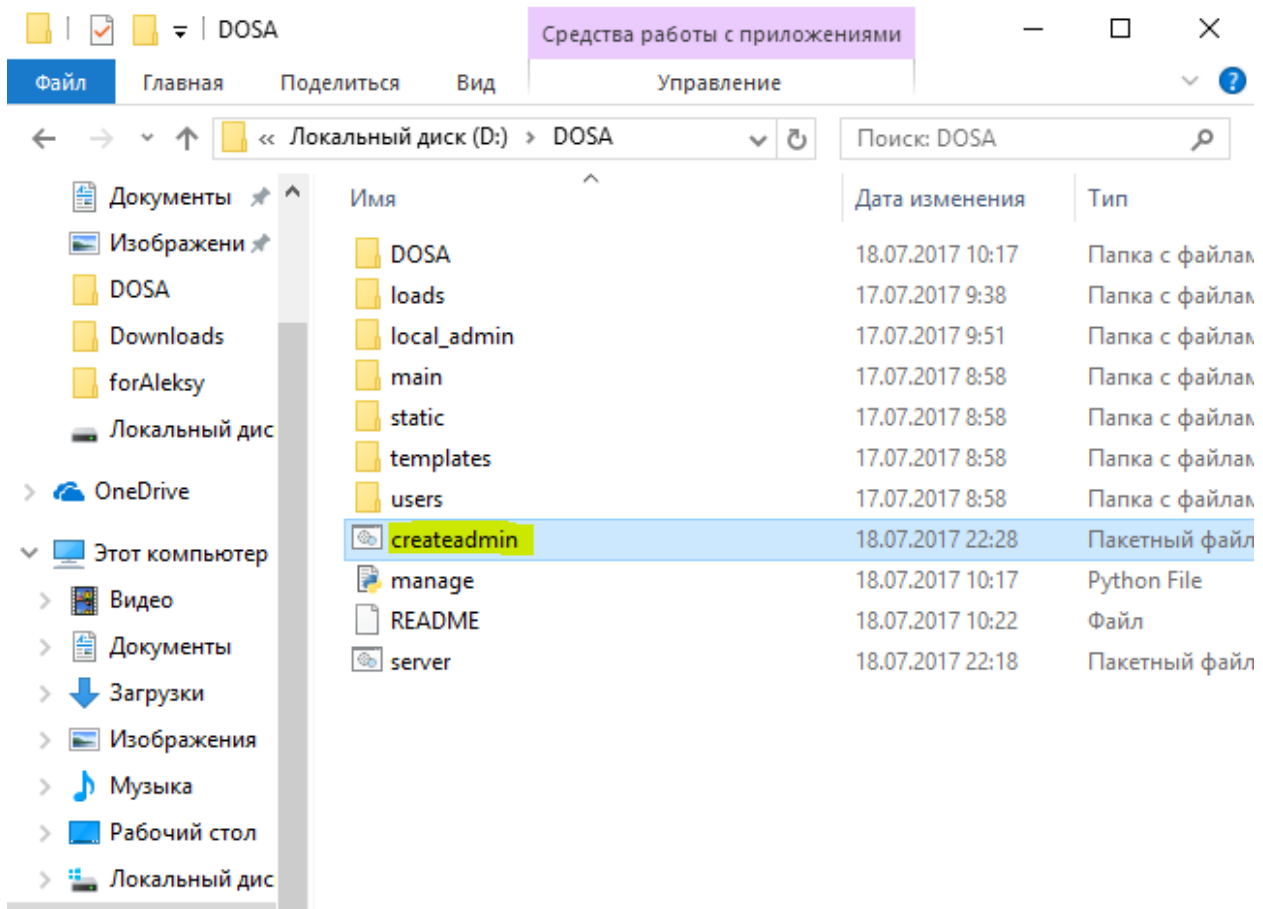 DOSA
Средства работы с приложениями
Файл Главная Поделиться Вид Управление
« Локальный диск (D:) › DOSA
Поиск: DOSA
Документы
Изображени
DOSA
Downloads
forAleksy
Локальный дис
OneDrive
Этот компьютер
Видео
Документы
Загрузки
Изображения
Музыка
Рабочий стол
Локальный дис
Имя Дата изменения Тип
DOSA 18.07.2017 10:17 Папка с файлам
loads 17.07.2017 9:38 Папка с файлам
local_admin 17.07.2017 9:51 Папка с файлам
main 17.07.2017 8:58 Папка с файлам
static 17.07.2017 8:58 Папка с файлам
templates 17.07.2017 8:58 Папка с файлам
users 17.07.2017 8:58 Папка с файлам
createadmin 18.07.2017 22:28 Пакетный файл
manage 18.07.2017 10:17 Python File
README 18.07.2017 10:22 Файл
server 18.07.2017 22:18 Пакетный файл